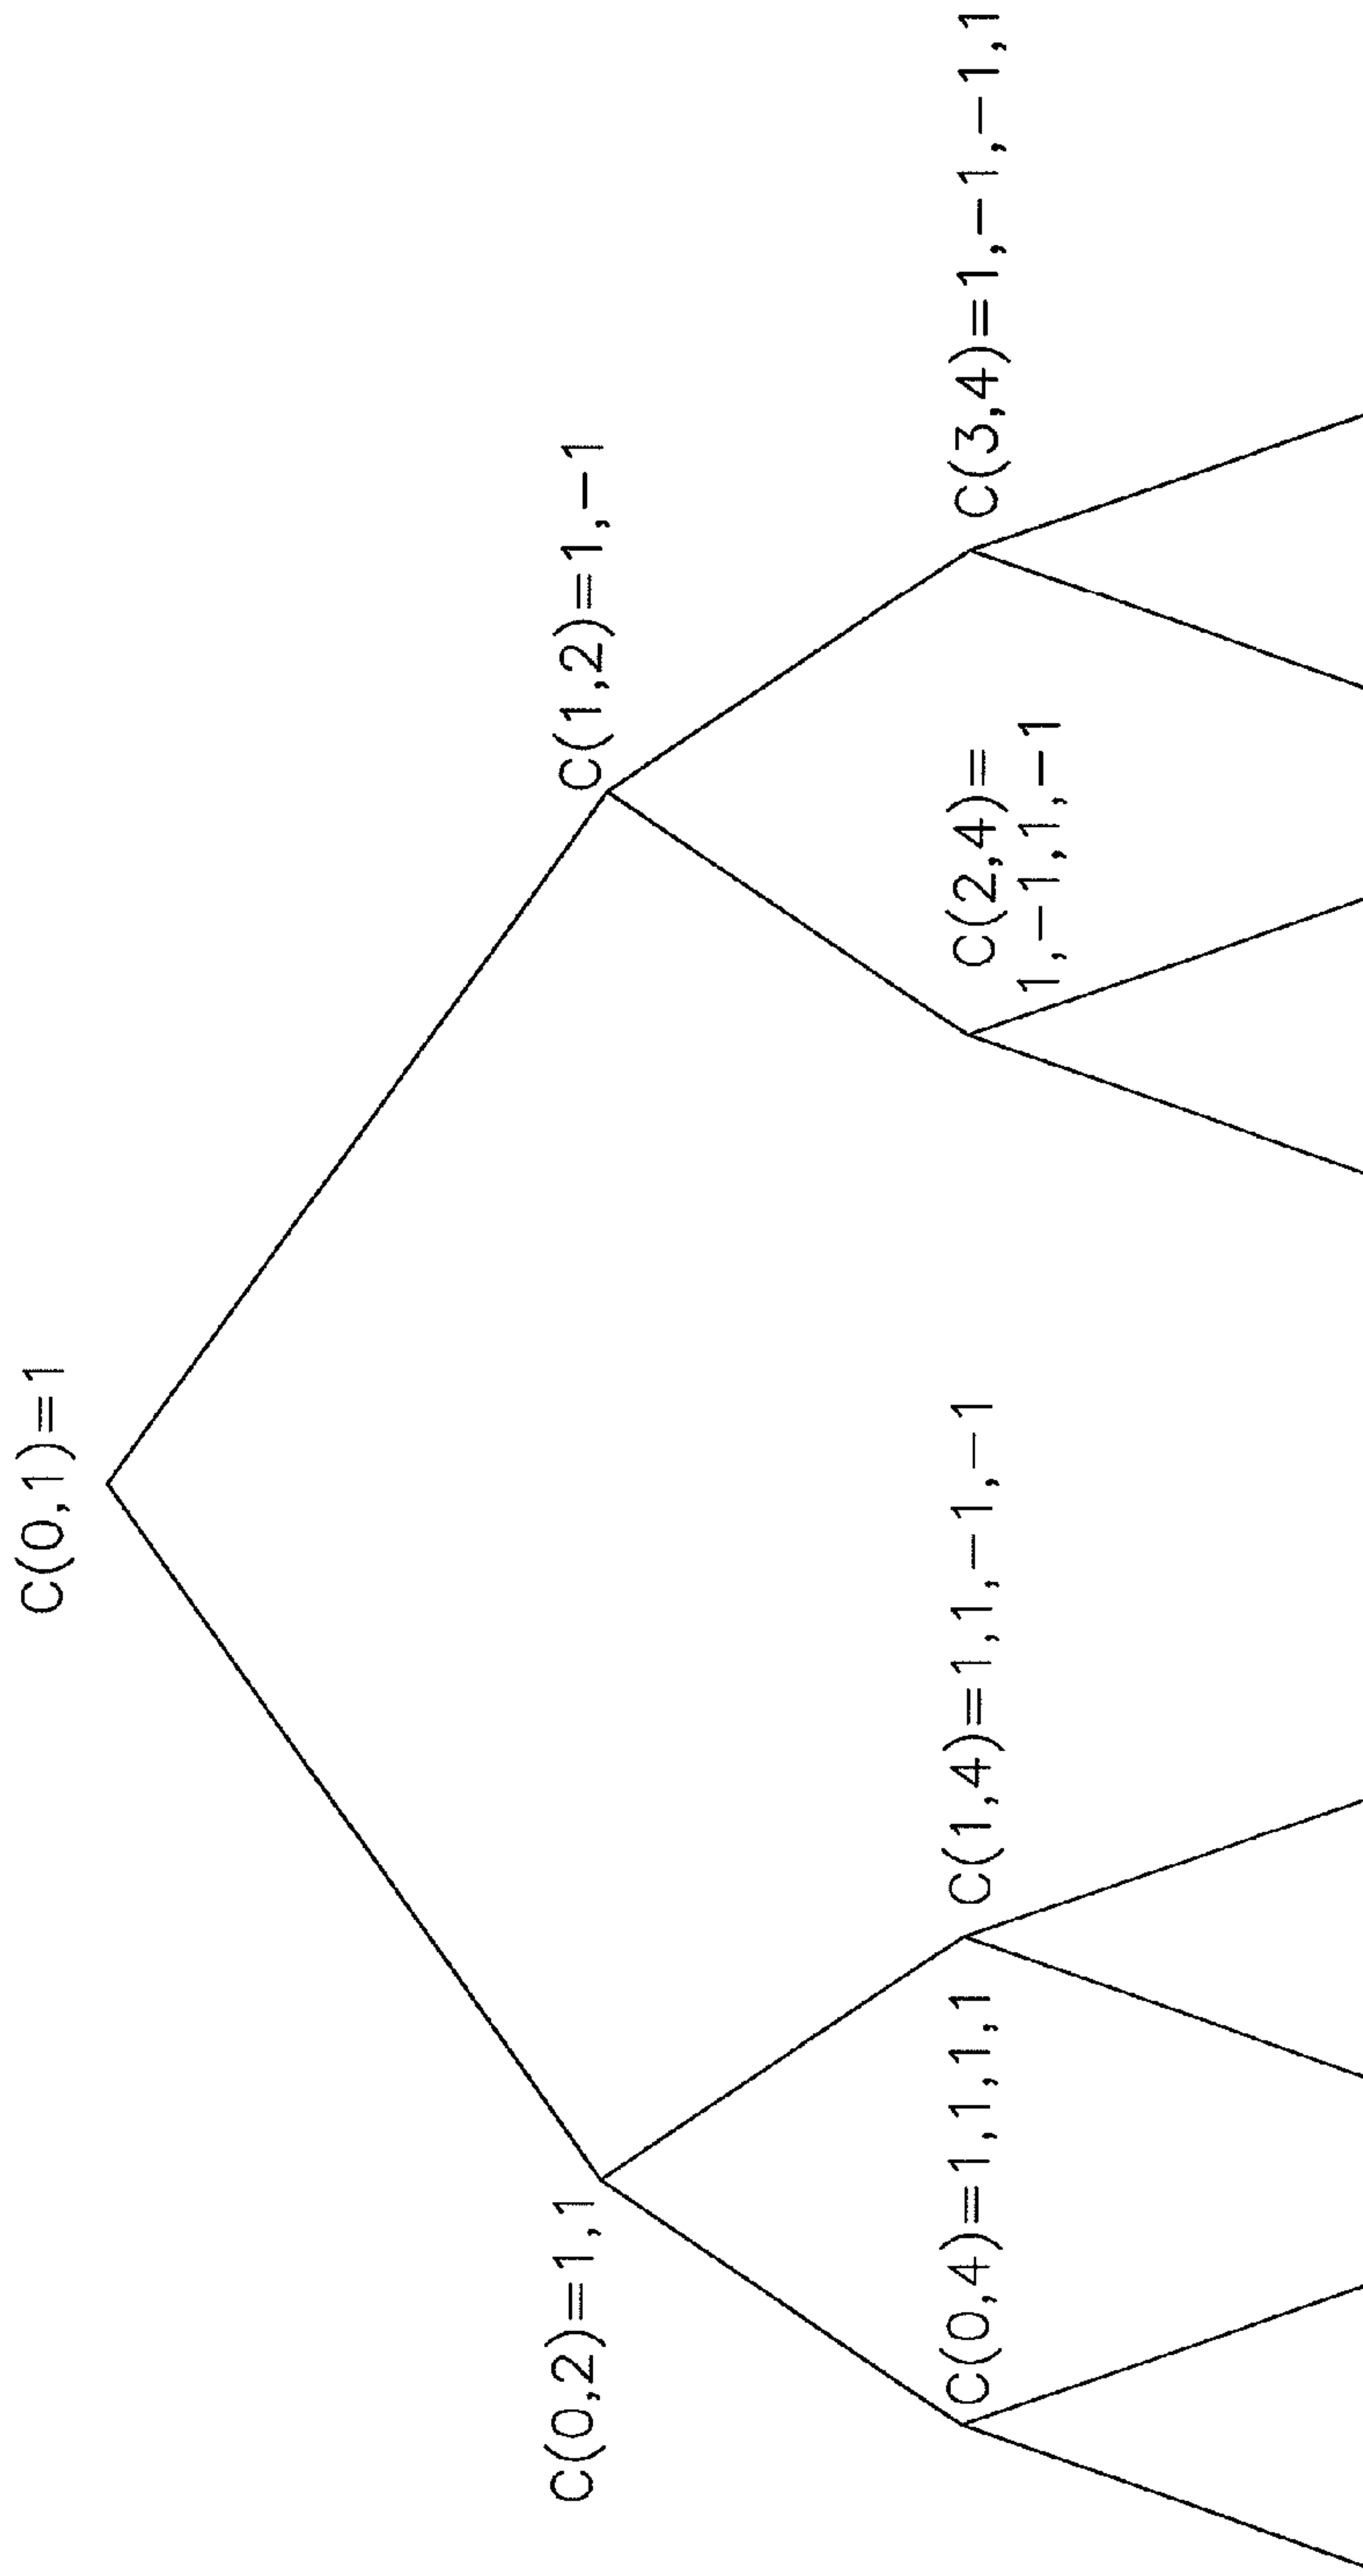 C(0,1)=1
C(0,2)=1,1
C(1,2)=1,-1
C(0,4)=1,1,1,1
C(1,4)=1,1,-1,-1
C(2,4)=
1,-1,1,-1
C(3,4)=1,-1,-1,1